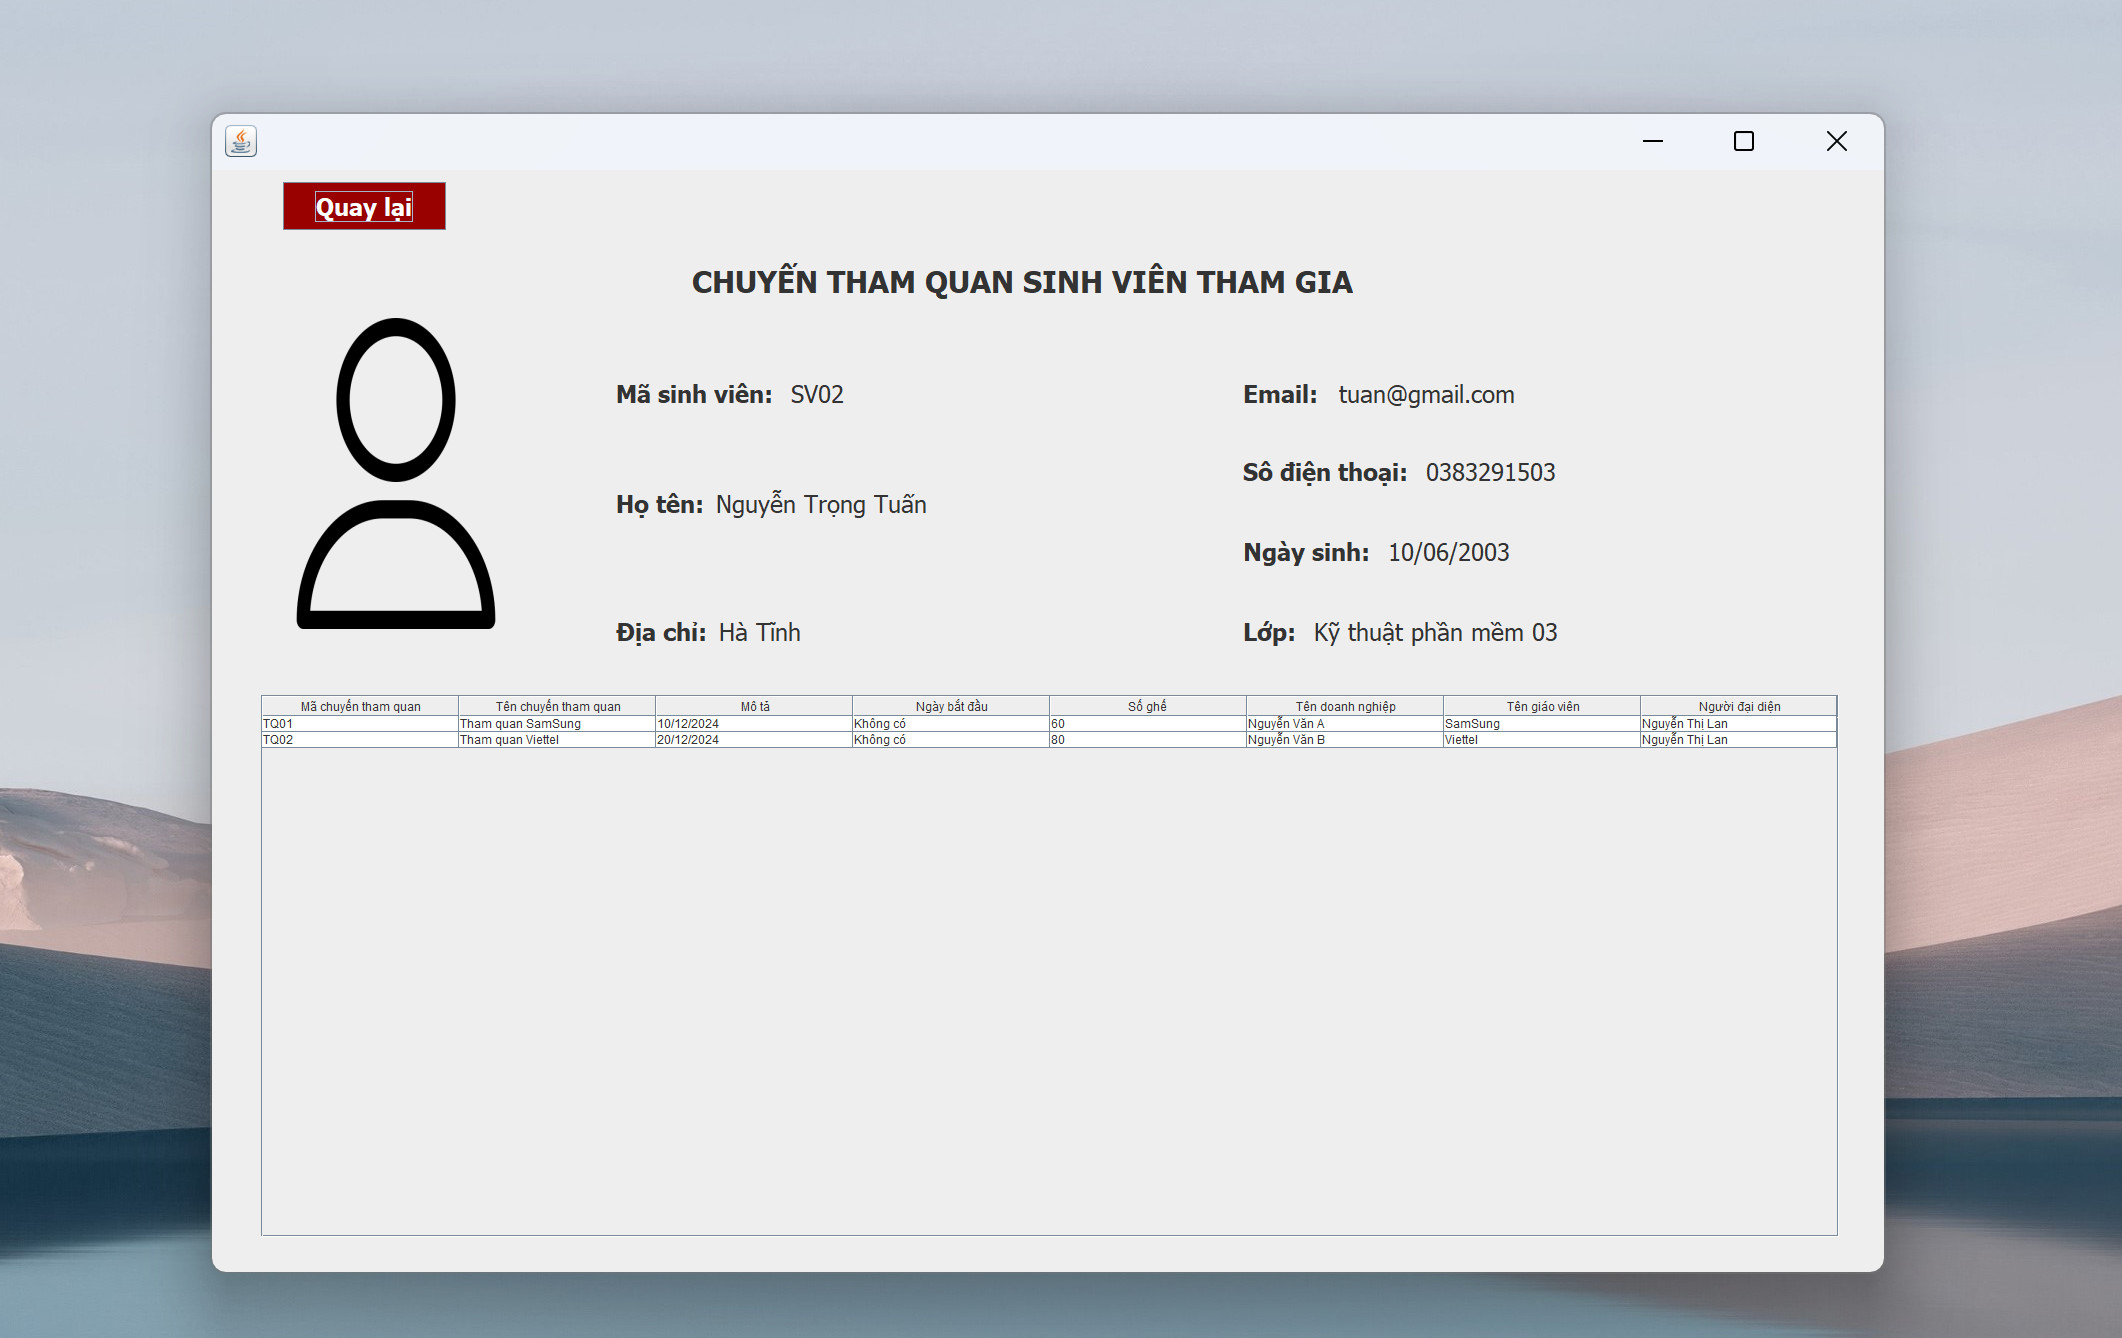 Quay lại
CHUYẾN THAM QUAN SINH VIÊN THAM GIA
Mã sinh viên: SV02
Email: tuan@gmail.com
Sô điện thoại: 0383291503
Họ tên: Nguyễn Trọng Tuấn
Ngày sinh: 10/06/2003
Địa chỉ: Hà Tĩnh
Lớp: Kỹ thuật phần mềm 03
Mã chuyến tham quan Tên chuyến tham quan Mô tả Ngày bắt đầu Số ghế Tên doanh nghiệp Tên giáo viên Người đại diện
TQ01 Tham quan SamSung 10/12/2024 Không có 60 Nguyễn Văn A SamSung Nguyễn Thị Lan
TQ02 Tham quan Viettel 20/12/2024 Không có 80 Nguyễn Văn B Viettel Nguyễn Thị Lan